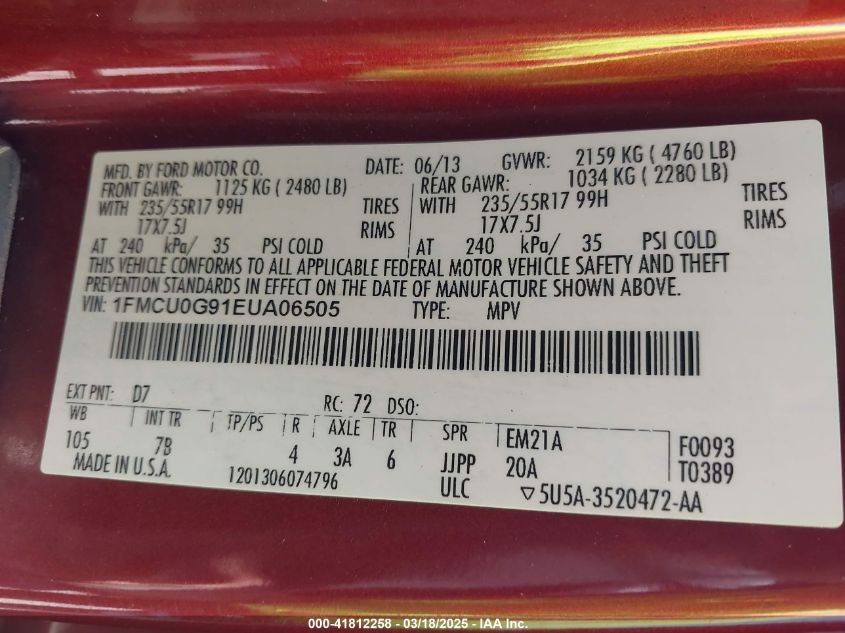 MFD. BY FORD MOTOR CO. DATE: 06/13 GVWR: 2159 KG ( 4760 LB)
FRONT GAWR: 1125 KG ( 2480 LB) REAR GAWR: 1034 KG ( 2280 LB)
WITH 235/55R17 99H TIRES WITH 235/55R17 99H TIRES
17X7.5J RIMS 17X7.5J RIMS
AT 240 kPa/ 35 PSI COLD AT 240 kPa/ 35 PSI COLD
THIS VEHICLE CONFORMS TO ALL APPLICABLE FEDERAL MOTOR VEHICLE SAFETY AND THEFT
PREVENTION STANDARDS IN EFFECT ON THE DATE OF MANUFACTURE SHOWN ABOVE.
VIN: 1FMCU0G91EUA06505 TYPE: MPV
EXT PNT: D7 RC: 72 DSO:
WB INT TR TP/PS R AXLE TR SPR EM21A F0093
105 7B 4 3A 6 JJPP 20A T0389
MADE IN U.S.A. 1201306074796 ULC ▽5U5A-3520472-AA
000-41812258 - 03/18/2025 - IAA Inc.